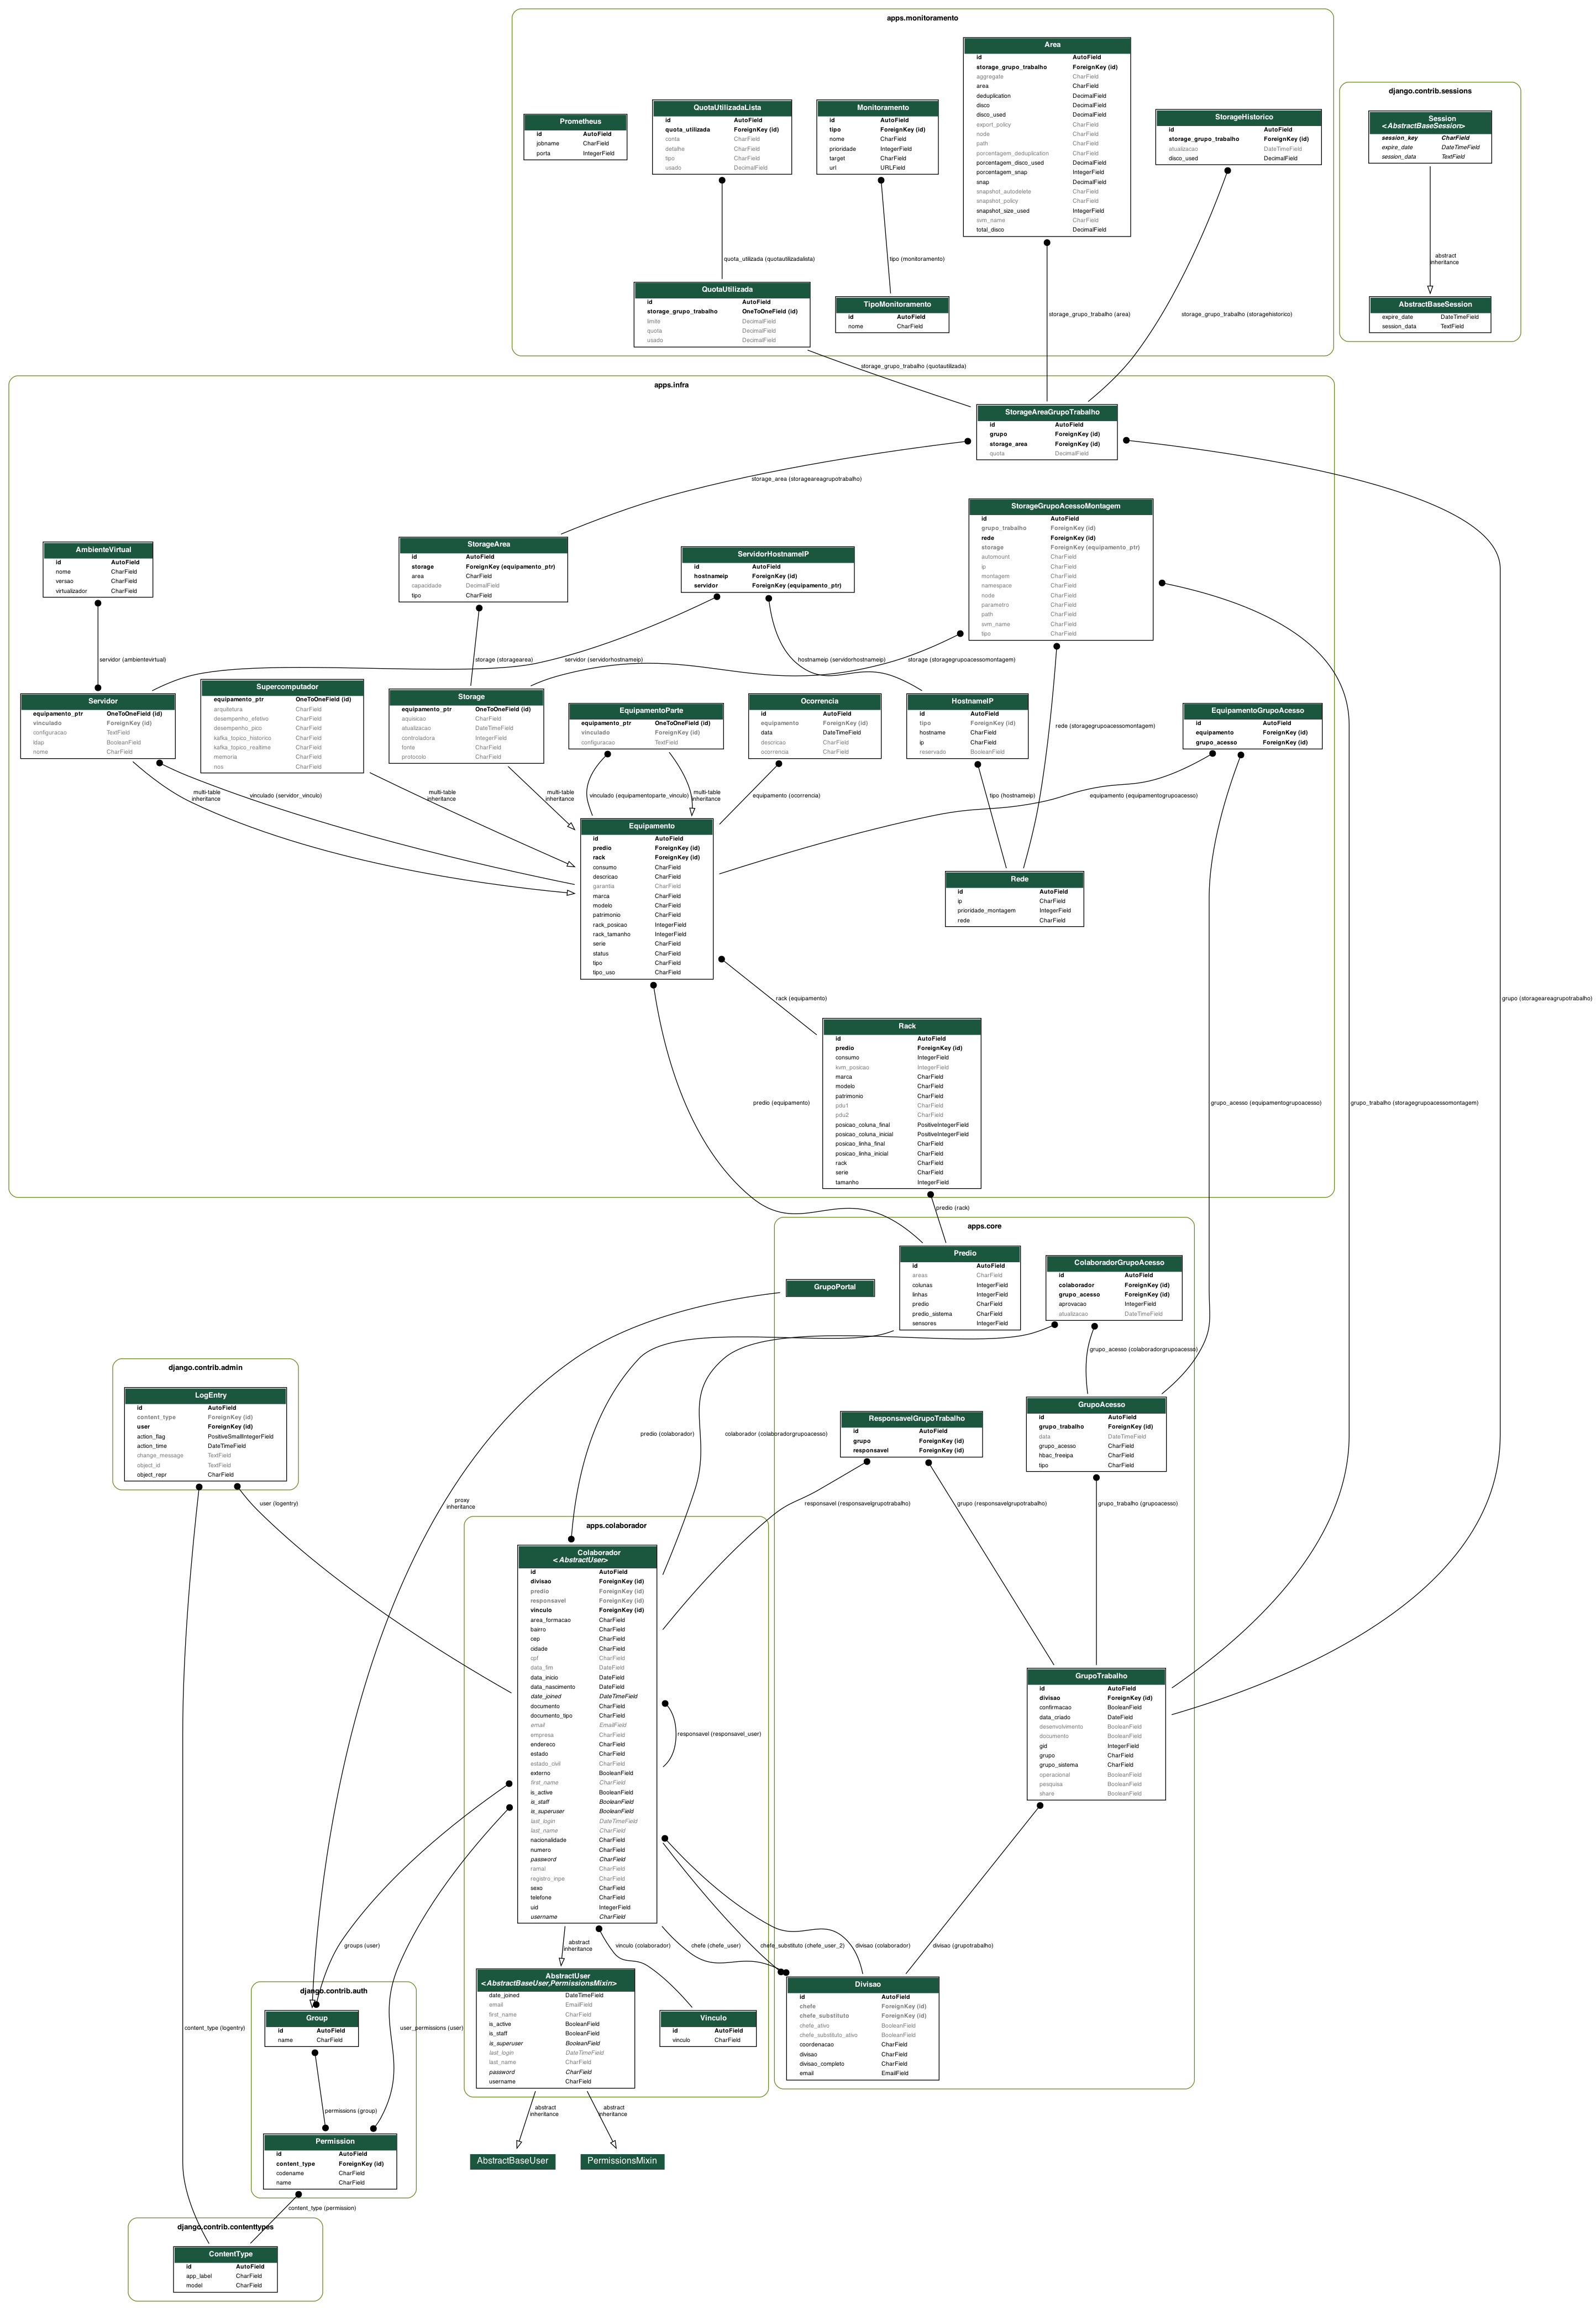 apps.monitoramento
Area
id AutoField
storage_grupo_trabalho ForeignKey (id)
aggregate CharField
area CharField
deduplication DecimalField
disco DecimalField
disco_used DecimalField
export_policy CharField
node CharField
path CharField
porcentagem_deduplication CharField
porcentagem_disco_used DecimalField
porcentagem_snap IntegerField
snap DecimalField
snapshot_autodelete CharField
snapshot_policy CharField
snapshot_size_used IntegerField
svm_name CharField
total_disco DecimalField
Prometheus
id AutoField
jobname CharField
porta IntegerField
QuotaUtilizadaLista
id AutoField
quota_utilizada ForeignKey (id)
conta CharField
detalhe CharField
tipo CharField
usado DecimalField
Monitoramento
id AutoField
tipo ForeignKey (id)
nome CharField
prioridade IntegerField
target CharField
url URLField
StorageHistorico
id AutoField
storage_grupo_trabalho ForeignKey (id)
atualizacao DateTimeField
disco_used DecimalField
django.contrib.sessions
Session
<AbstractBaseSession>
session_key CharField
expire_date DateTimeField
session_data TextField
abstract
inheritance
AbstractBaseSession
expire_date DateTimeField
session_data TextField
quota_utilizada (quotautilizadalista)
tipo (monitoramento)
storage_grupo_trabalho (area)
storage_grupo_trabalho (storagehistorico)
QuotaUtilizada
id AutoField
storage_grupo_trabalho OneToOneField (id)
limite DecimalField
quota DecimalField
usado DecimalField
TipoMonitoramento
id AutoField
nome CharField
storage_grupo_trabalho (quotautilizada)
apps.infra
StorageAreaGrupoTrabalho
id AutoField
grupo ForeignKey (id)
storage_area ForeignKey (id)
quota DecimalField
storage_area (storageareagrupotrabalho)
StorageGrupoAcessoMontagem
id AutoField
grupo_trabalho ForeignKey (id)
rede ForeignKey (id)
storage ForeignKey (equipamento_ptr)
automount CharField
ip CharField
montagem CharField
namespace CharField
node CharField
parametro CharField
path CharField
svm_name CharField
tipo CharField
AmbienteVirtual
id AutoField
nome CharField
versao CharField
virtualizador CharField
StorageArea
id AutoField
storage ForeignKey (equipamento_ptr)
area CharField
capacidade DecimalField
tipo CharField
ServidorHostnameIP
id AutoField
hostnameip ForeignKey (id)
servidor ForeignKey (equipamento_ptr)
servidor (ambientevirtual)
storage (storagearea)
servidor (servidorhostnameip)
hostnameip (servidorhostnameip)
storage (storagegrupoacessomontagem)
rede (storagegrupoacessomontagem)
Servidor
equipamento_ptr OneToOneField (id)
vinculado ForeignKey (id)
configuracao TextField
ldap BooleanField
nome CharField
Supercomputador
equipamento_ptr OneToOneField (id)
arquitetura CharField
desempenho_efetivo CharField
desempenho_pico CharField
kafka_topico_historico CharField
kafka_topico_realtime CharField
memoria CharField
nos CharField
Storage
equipamento_ptr OneToOneField (id)
aquisicao CharField
atualizacao DateTimeField
controladora IntegerField
fonte CharField
protocolo CharField
EquipamentoParte
equipamento_ptr OneToOneField (id)
vinculado ForeignKey (id)
configuracao TextField
Ocorrencia
id AutoField
equipamento ForeignKey (id)
data DateTimeField
descricao CharField
ocorrencia CharField
HostnameIP
id AutoField
tipo ForeignKey (id)
hostname CharField
ip CharField
reservado BooleanField
EquipamentoGrupoAcesso
id AutoField
equipamento ForeignKey (id)
grupo_acesso ForeignKey (id)
multi-table
inheritance
vinculado (servidor_vinculo)
multi-table
inheritance
multi-table
inheritance
vinculado (equipamentoparte_vinculo)
multi-table
inheritance
equipamento (ocorrencia)
tipo (hostnameip)
equipamento (equipamentogrupoacesso)
Equipamento
id AutoField
predio ForeignKey (id)
rack ForeignKey (id)
consumo CharField
descricao CharField
garantia CharField
marca CharField
modelo CharField
patrimonio CharField
rack_posicao IntegerField
rack_tamanho IntegerField
serie CharField
status CharField
tipo CharField
tipo_uso CharField
Rede
id AutoField
ip CharField
prioridade_montagem IntegerField
rede CharField
rack (equipamento)
grupo (storageareagrupotrabalho)
Rack
id AutoField
predio ForeignKey (id)
consumo IntegerField
kvm_posicao IntegerField
marca CharField
modelo CharField
patrimonio CharField
pdu1 CharField
pdu2 CharField
posicao_coluna_final PositiveIntegerField
posicao_coluna_inicial PositiveIntegerField
posicao_linha_final CharField
posicao_linha_inicial CharField
rack CharField
serie CharField
tamanho IntegerField
predio (equipamento)
grupo_acesso (equipamentogrupoacesso)
grupo_trabalho (storagegrupoacessomontagem)
predio (rack)
apps.core
GrupoPortal
Predio
id AutoField
areas CharField
colunas IntegerField
linhas IntegerField
predio CharField
predio_sistema CharField
sensores IntegerField
ColaboradorGrupoAcesso
id AutoField
colaborador ForeignKey (id)
grupo_acesso ForeignKey (id)
aprovacao IntegerField
atualizacao DateTimeField
grupo_acesso (colaboradorgrupoacesso)
django.contrib.admin
LogEntry
id AutoField
content_type ForeignKey (id)
user ForeignKey (id)
action_flag PositiveSmallIntegerField
action_time DateTimeField
change_message TextField
object_id TextField
object_repr CharField
GrupoAcesso
id AutoField
grupo_trabalho ForeignKey (id)
data DateTimeField
grupo_acesso CharField
hbac_freeipa CharField
tipo CharField
ResponsavelGrupoTrabalho
id AutoField
grupo ForeignKey (id)
responsavel ForeignKey (id)
predio (colaborador)
colaborador (colaboradorgrupoacesso)
user (logentry)
proxy
inheritance
responsavel (responsavelgrupotrabalho)
grupo (responsavelgrupotrabalho)
grupo_trabalho (grupoacesso)
apps.colaborador
Colaborador
<AbstractUser>
id AutoField
divisao ForeignKey (id)
predio ForeignKey (id)
responsavel ForeignKey (id)
vinculo ForeignKey (id)
area_formacao CharField
bairro CharField
cep CharField
cidade CharField
cpf CharField
data_fim DateField
data_inicio DateField
data_nascimento DateField
date_joined DateTimeField
documento CharField
documento_tipo CharField
email EmailField
empresa CharField
endereco CharField
estado CharField
estado_civil CharField
externo BooleanField
first_name CharField
is_active BooleanField
is_staff BooleanField
is_superuser BooleanField
last_login DateTimeField
last_name CharField
nacionalidade CharField
numero CharField
password CharField
ramal CharField
registro_inpe CharField
sexo CharField
telefone CharField
uid IntegerField
username CharField
responsavel (responsavel_user)
GrupoTrabalho
id AutoField
divisao ForeignKey (id)
confirmacao BooleanField
data_criado DateField
desenvolvimento BooleanField
documento BooleanField
gid IntegerField
grupo CharField
grupo_sistema CharField
operacional BooleanField
pesquisa BooleanField
share BooleanField
groups (user)
abstract
inheritance
vinculo (colaborador)
chefe (chefe_user)
chefe_substituto (chefe_user_2)
divisao (colaborador)
divisao (grupotrabalho)
AbstractUser
<AbstractBaseUser,PermissionsMixin>
date_joined DateTimeField
email EmailField
first_name CharField
is_active BooleanField
is_staff BooleanField
is_superuser BooleanField
last_login DateTimeField
last_name CharField
password CharField
username CharField
Vinculo
id AutoField
vinculo CharField
Divisao
id AutoField
chefe ForeignKey (id)
chefe_substituto ForeignKey (id)
chefe_ativo BooleanField
chefe_substituto_ativo BooleanField
coordenacao CharField
divisao CharField
divisao_completo CharField
email EmailField
django.contrib.auth
Group
id AutoField
name CharField
content_type (logentry)
user_permissions (user)
permissions (group)
abstract
inheritance
abstract
inheritance
AbstractBaseUser
PermissionsMixin
Permission
id AutoField
content_type ForeignKey (id)
codename CharField
name CharField
content_type (permission)
django.contrib.contenttypes
ContentType
id AutoField
app_label CharField
model CharField